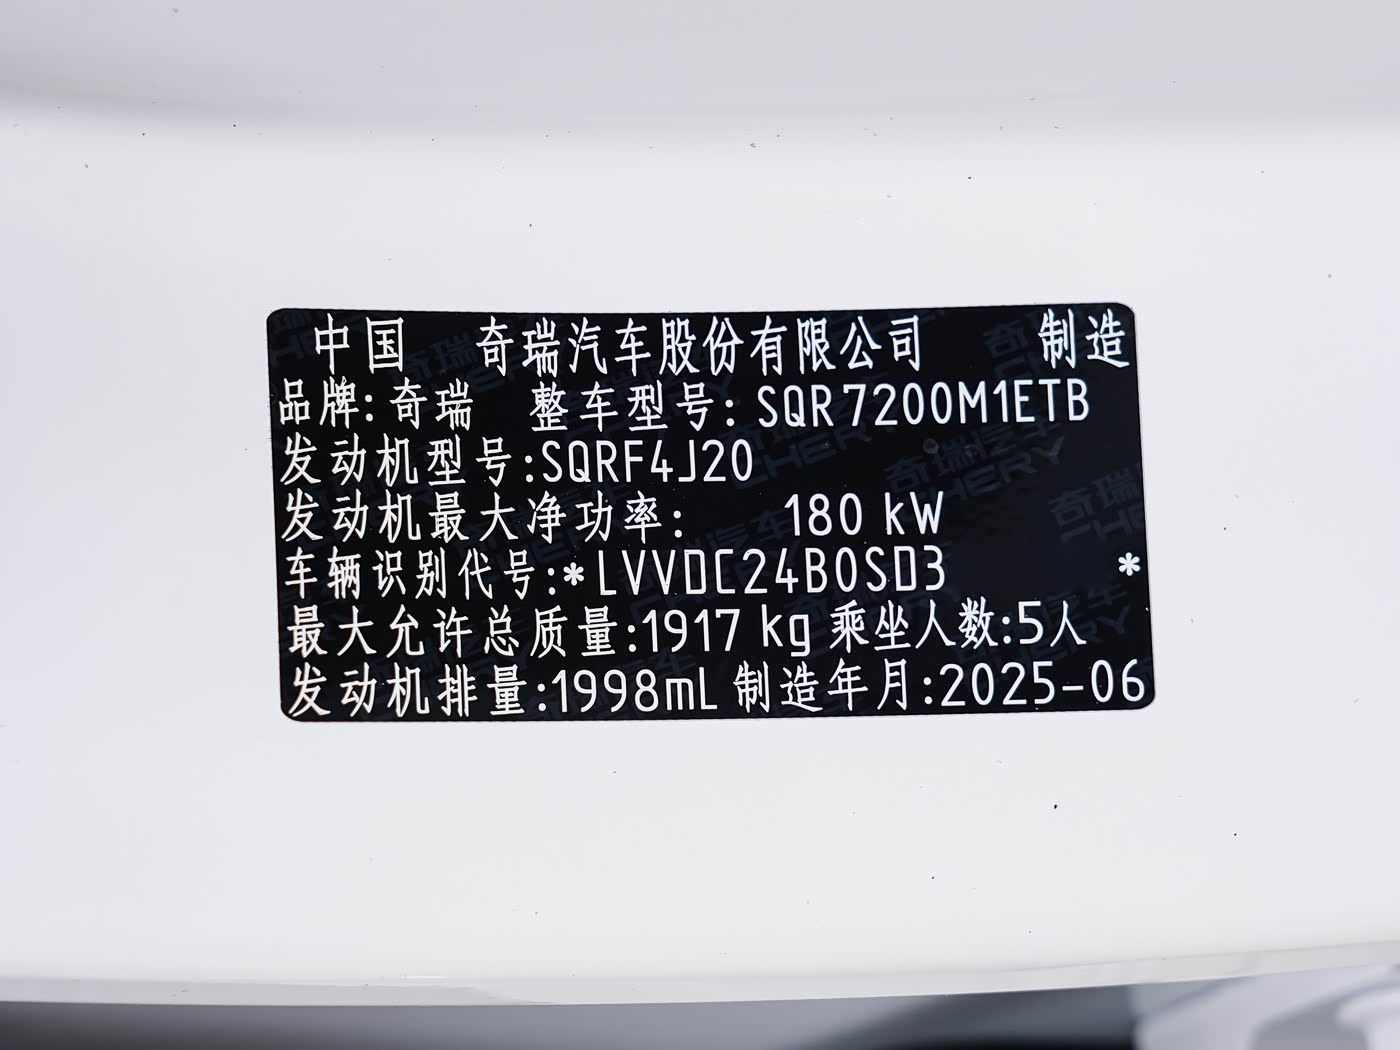 中国 奇瑞汽车股份有限公司 制造
品牌:奇瑞 整车型号:SQR7200M1ETB
发动机型号:SQRF4J20
发动机最大净功率: 180 kW
车辆识别代号:*LVVDC24B0SD3 *
最大允许总质量:1917 kg 乘坐人数:5人
发动机排量:1998mL 制造年月:2025-06